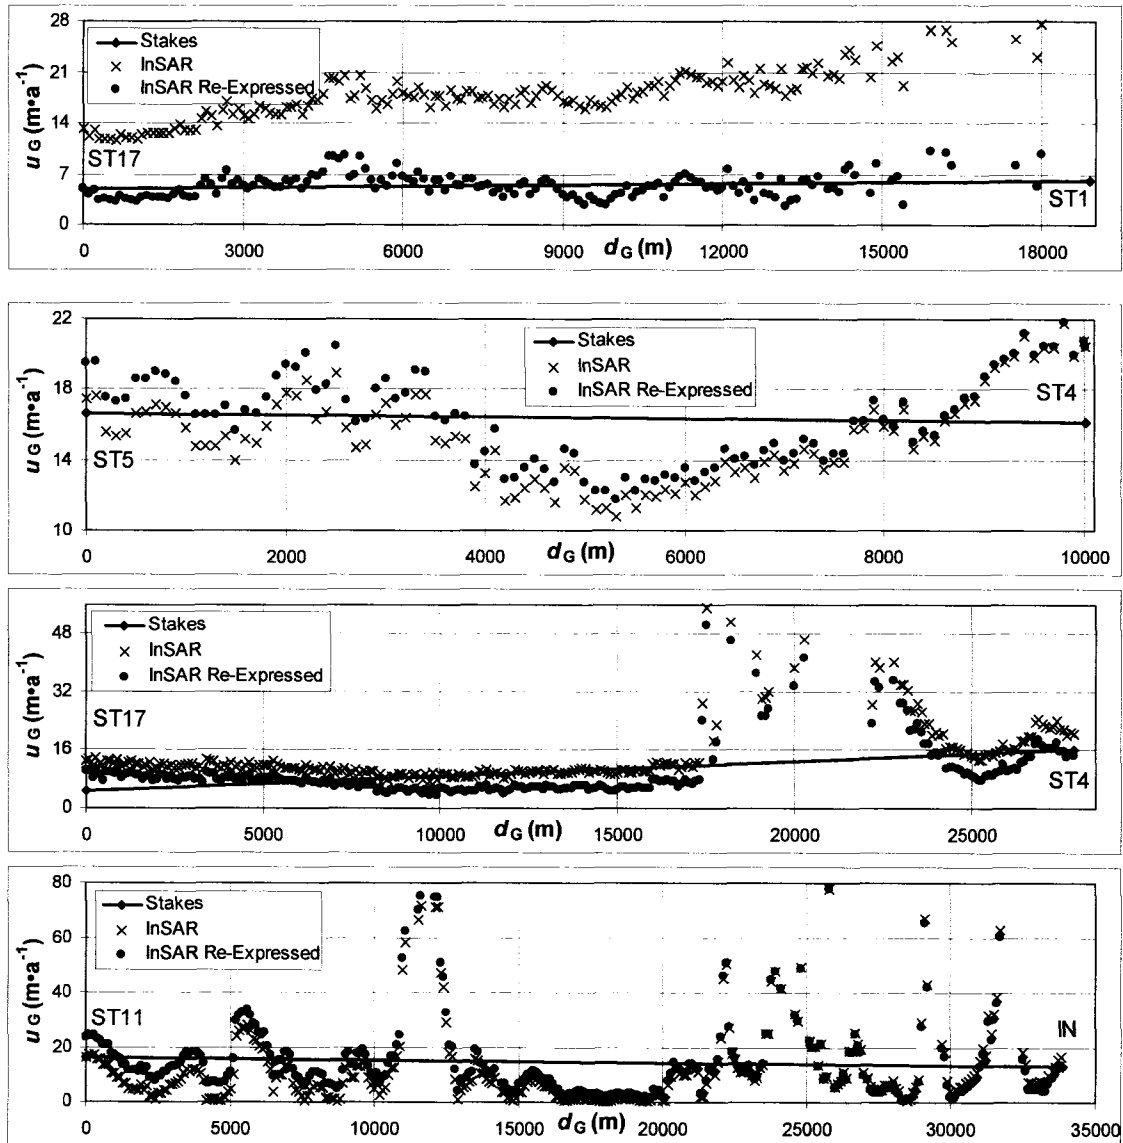 28
21
14
7
0
u G (m•a⁻¹)
Stakes
InSAR
InSAR Re-Expressed
ST17
ST1
0 3000 6000 9000 12000 15000 18000
d G (m)
22
18
14
10
u G (m•a⁻¹)
Stakes
InSAR
InSAR Re-Expressed
ST5
ST4
0 2000 4000 6000 8000 10000
d G (m)
48
32
16
0
u G (m•a⁻¹)
Stakes
InSAR
InSAR Re-Expressed
ST17
ST4
0 5000 10000 15000 20000 25000
d G (m)
80
60
40
20
0
u G (m•a⁻¹)
Stakes
InSAR
InSAR Re-Expressed
ST11
IN
0 5000 10000 15000 20000 25000 30000 35000
d G (m)